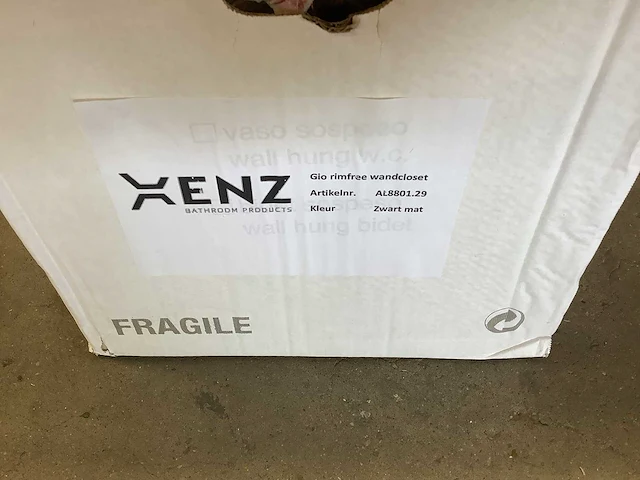 vaso sospeso
wall hung w.c.
Gio rimfree wandcloset
XENZ
BATHROOM PRODUCTS
Artikelnr. AL8801.29
Kleur Zwart mat
wall hung bidet
FRAGILE